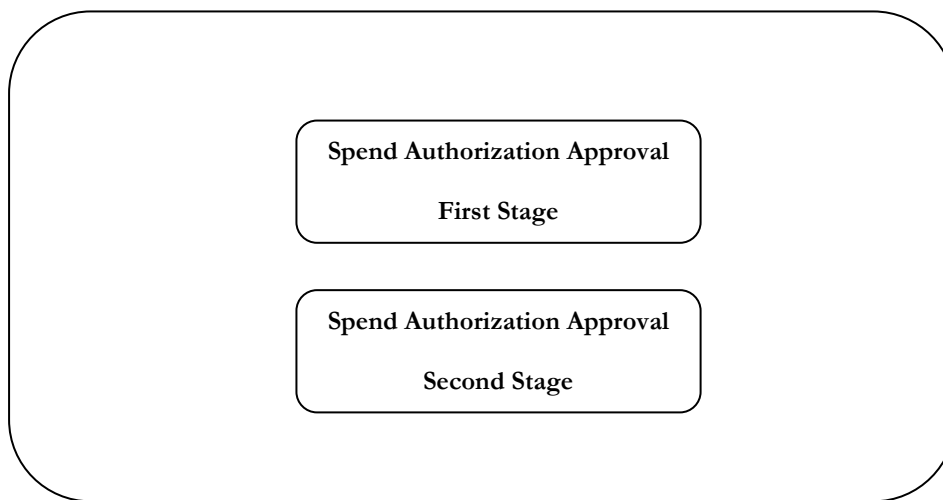 Spend Authorization Approval
First Stage
Spend Authorization Approval
Second Stage